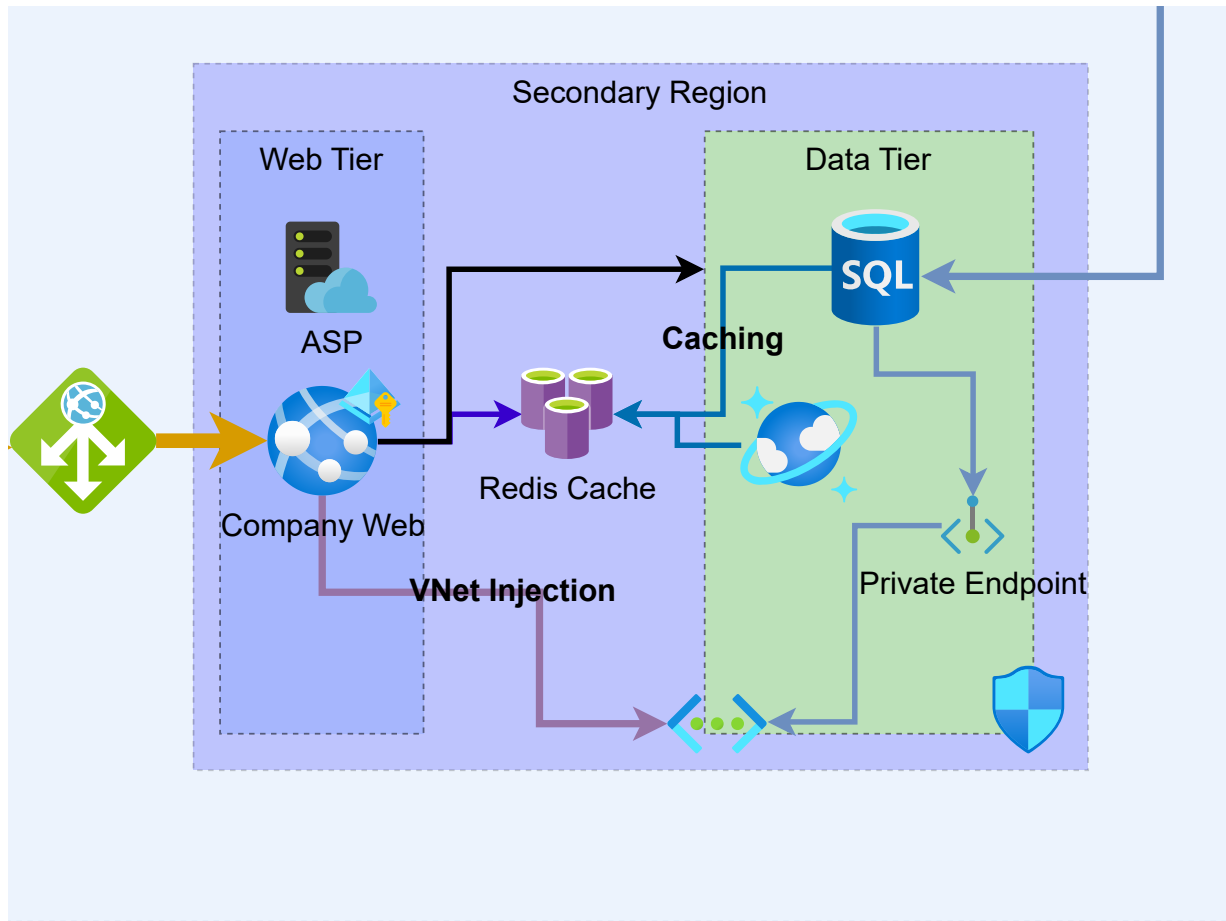 Secondary Region
Web Tier
Data Tier
SQL
ASP
Caching
Redis Cache
Company Web
VNet Injection
Private Endpoint